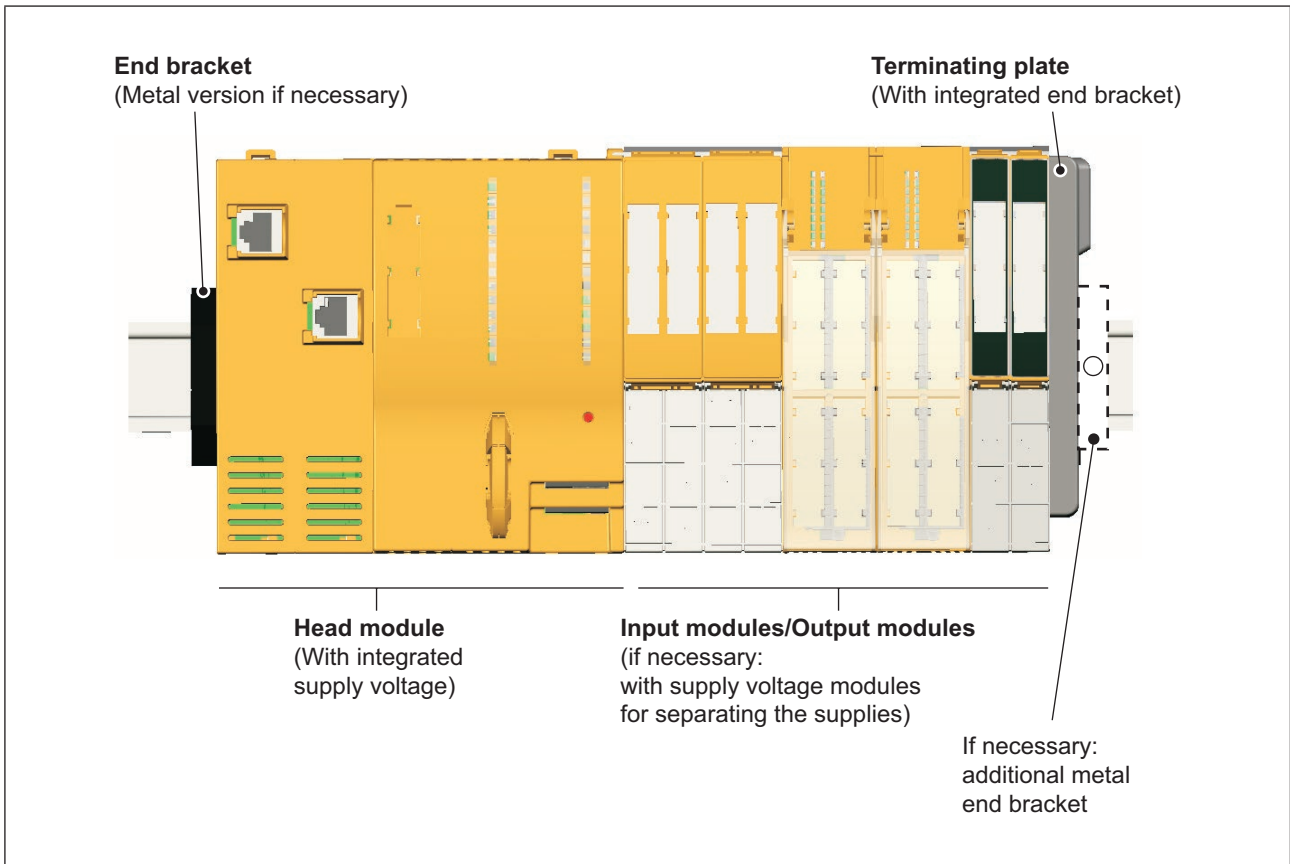 End bracket
(Metal version if necessary)
Terminating plate
(With integrated end bracket)
Head module
(With integrated
supply voltage)
Input modules/Output modules
(if necessary:
with supply voltage modules
for separating the supplies)
If necessary:
additional metal
end bracket